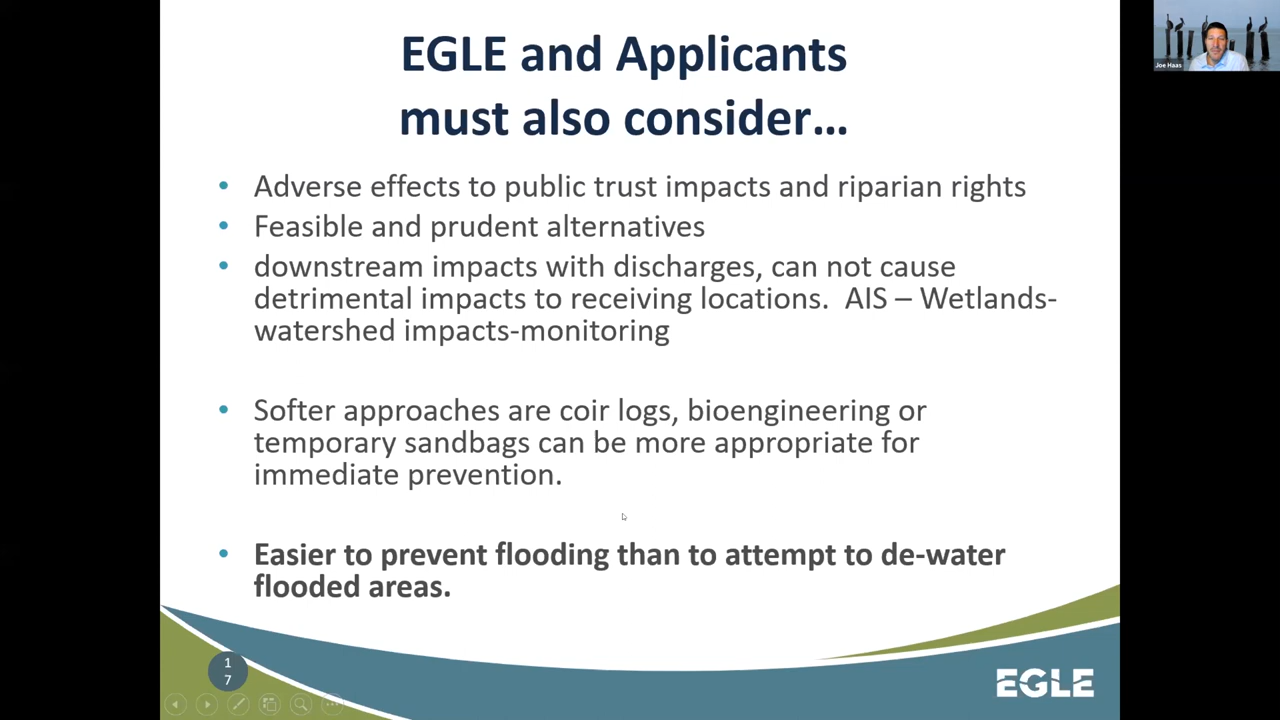 EGLE and Applicants
must also consider…
• Adverse effects to public trust impacts and riparian rights
• Feasible and prudent alternatives
• downstream impacts with discharges, can not cause
detrimental impacts to receiving locations.  AIS – Wetlands-
watershed impacts-monitoring
• Softer approaches are coir logs, bioengineering or
temporary sandbags can be more appropriate for
immediate prevention.
• Easier to prevent flooding than to attempt to de-water
flooded areas.
1
7
EGLE
Joe Haas